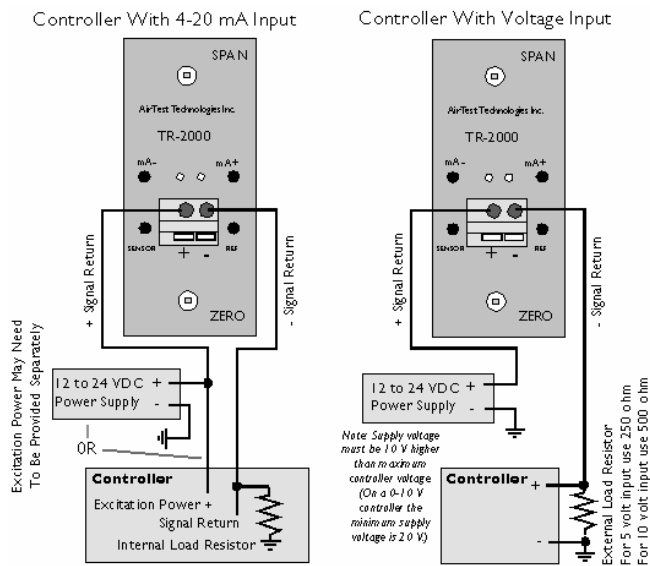 Controller With 4-20 mA Input
SPAN
AirTest Technologies Inc.
TR-2000
mA-
mA+
SENSOR
+ -
REF
ZERO
+ Signal Return
- Signal Return
Excitation Power May Need
To Be Provided Separately
12 to 24 VDC +
Power Supply -
OR
Controller
Excitation Power +
Signal Return
Internal Load Resistor
Controller With Voltage Input
SPAN
AirTest Technologies Inc.
TR-2000
mA-
mA+
SENSOR
+ -
REF
ZERO
+ Signal Return
- Signal Return
12 to 24 VDC +
Power Supply -
Note: Supply voltage
must be 10 V higher
than maximum
controller voltage
(On a 0-10 V
controller the
minimum supply
voltage is 20 V.)
Controller +
-
External Load Resistor
For 5 volt input use 250 ohm
For 10 volt input use 500 ohm